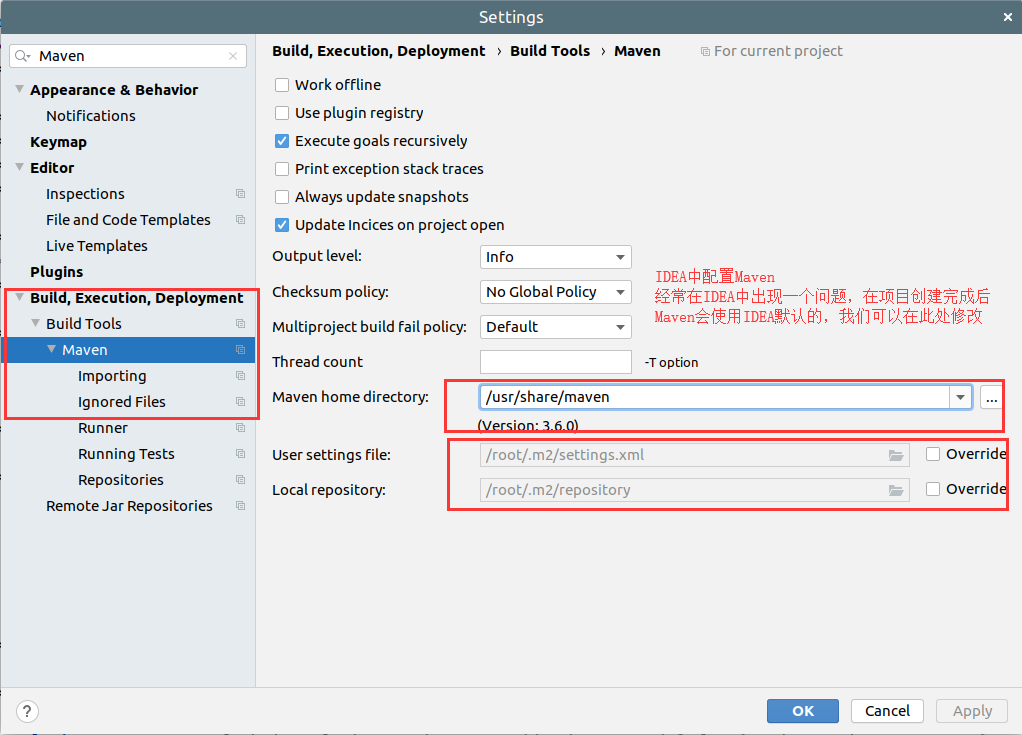 Settings
Maven
Appearance & Behavior
Notifications
Keymap
Editor
Inspections
File and Code Templates
Live Templates
Plugins
Build, Execution, Deployment
Build Tools
Maven
Importing
Ignored Files
Runner
Running Tests
Repositories
Remote Jar Repositories
Build, Execution, Deployment › Build Tools › Maven For current project
Work offline
Use plugin registry
Execute goals recursively
Print exception stack traces
Always update snapshots
Update Incices on project open
Output level: Info
Checksum policy: No Global Policy
Multiproject build fail policy: Default
Thread count -T option
IDEA中配置Maven
经常在IDEA中出现一个问题，在项目创建完成后
Maven会使用IDEA默认的，我们可以在此处修改
Maven home directory: /usr/share/maven ...
(Version: 3.6.0)
User settings file: /root/.m2/settings.xml Override
Local repository: /root/.m2/repository Override
? OK Cancel Apply